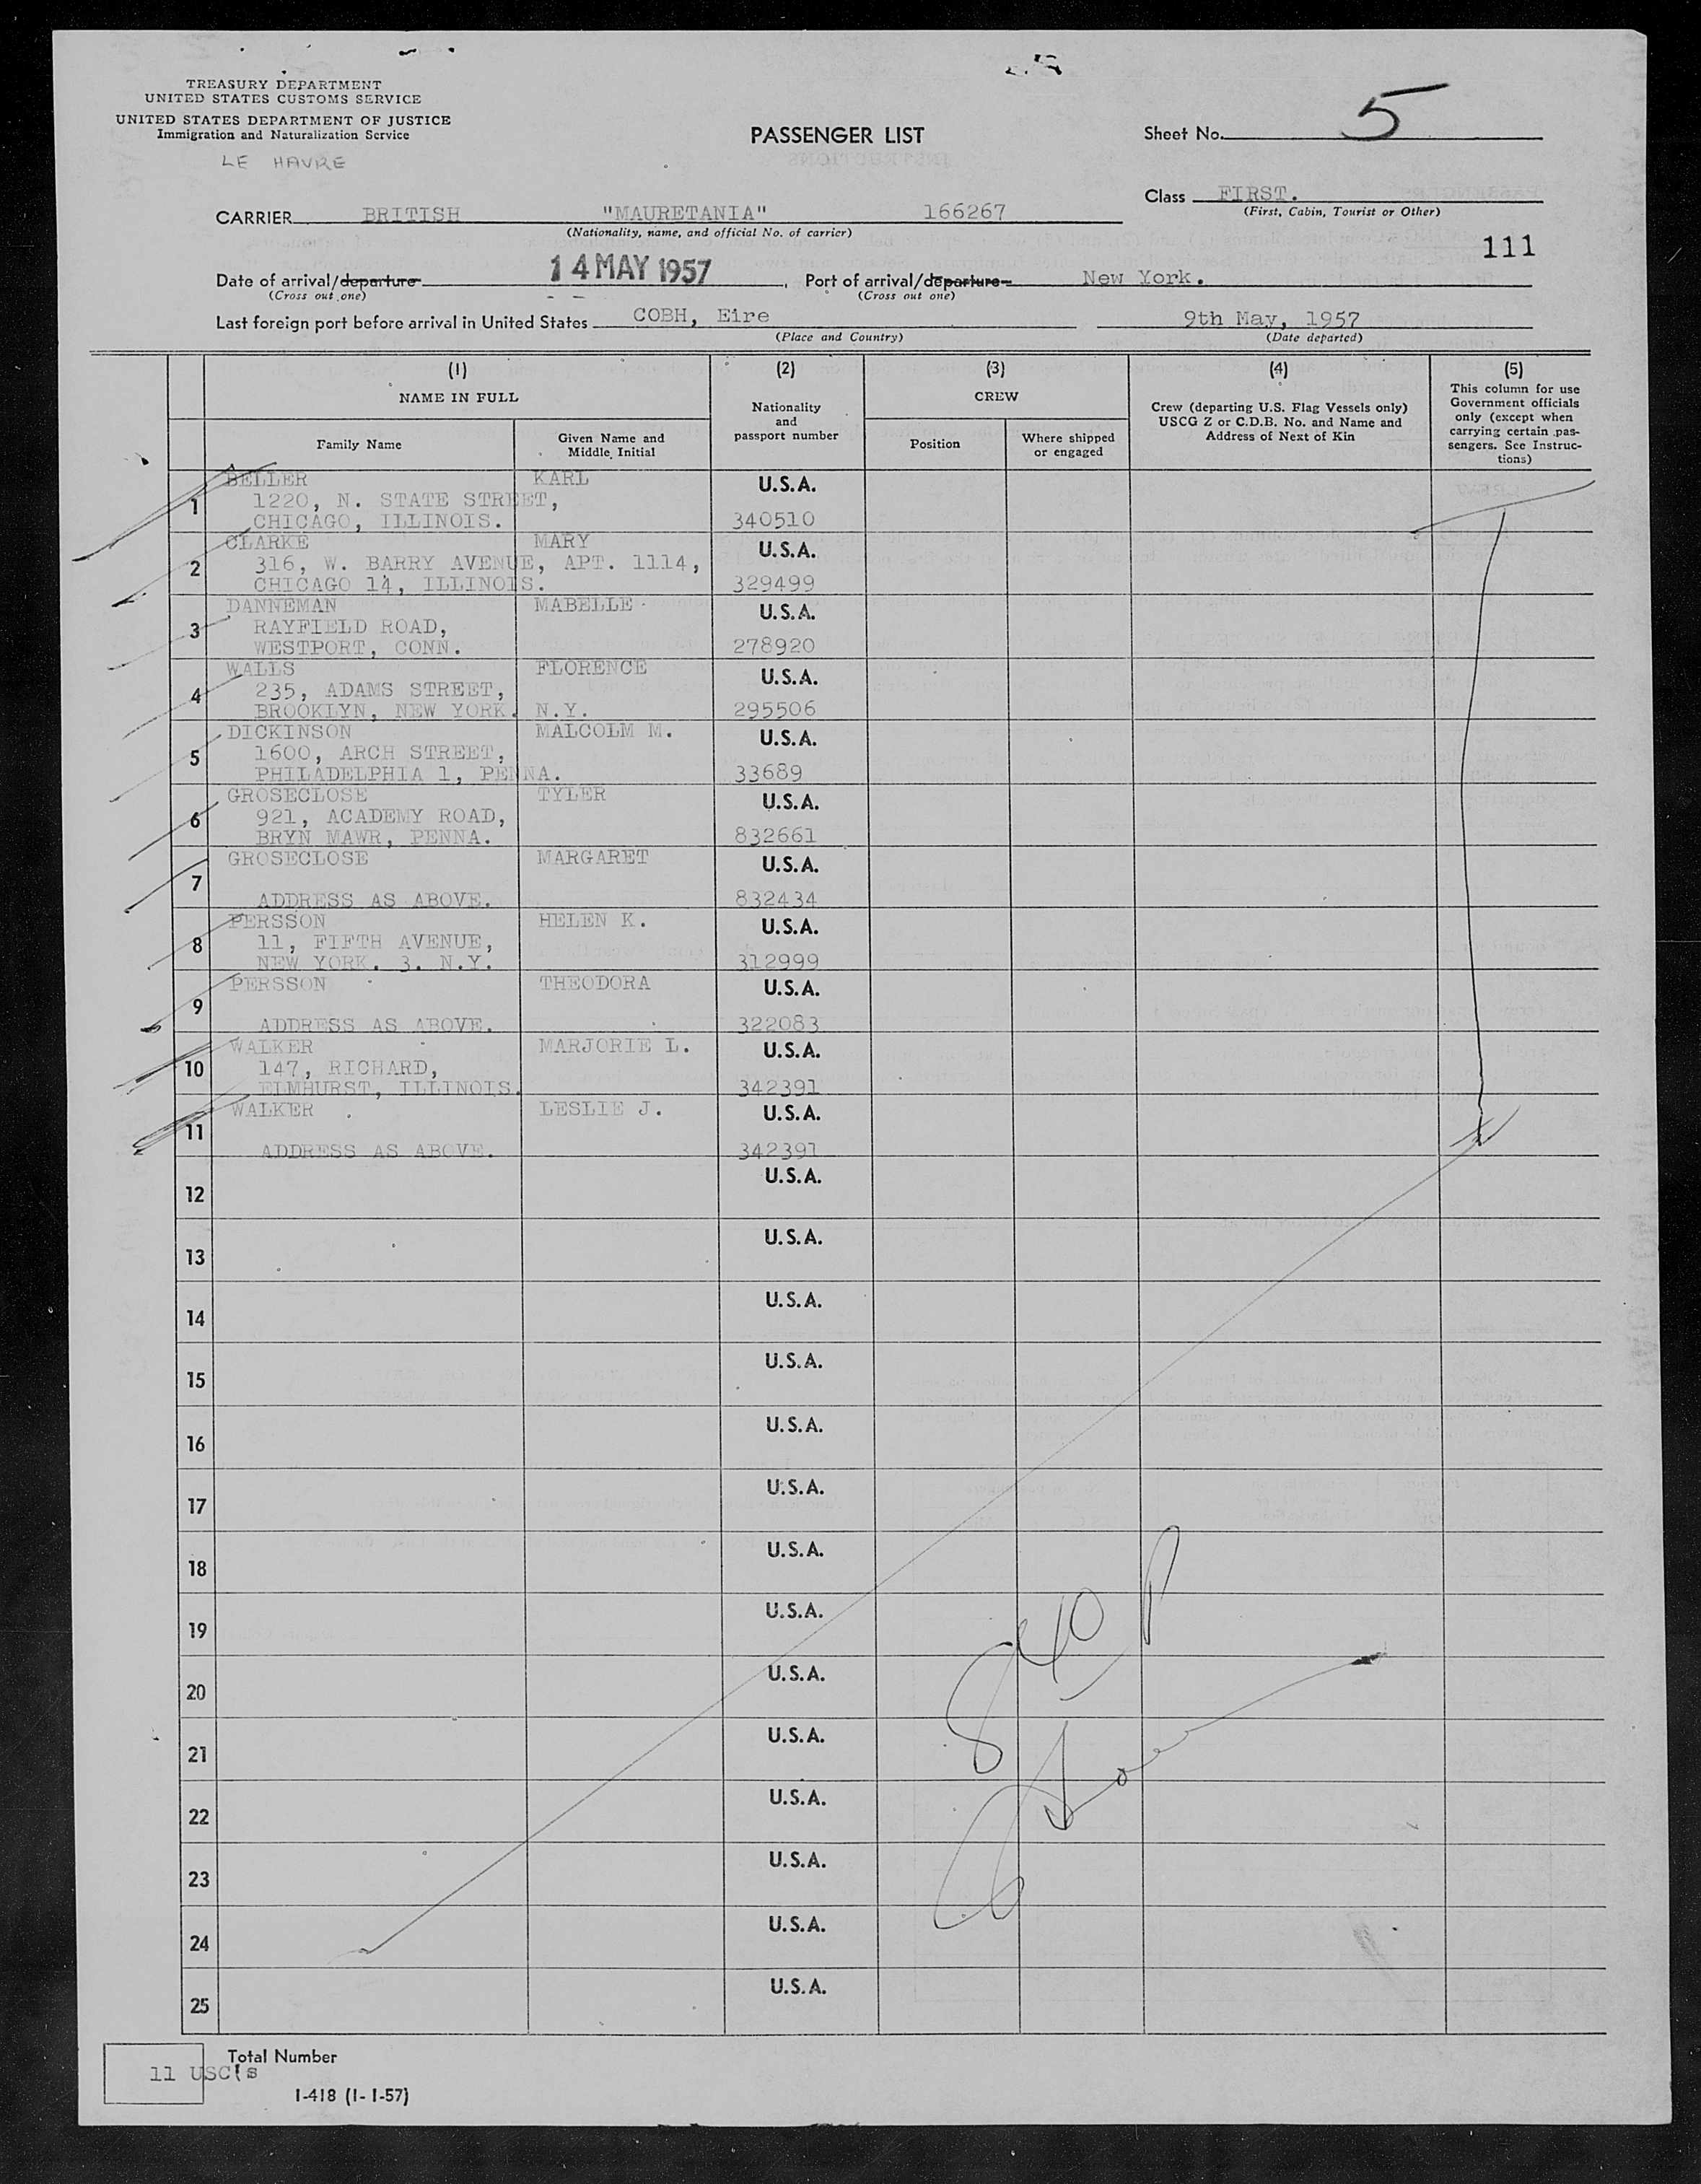 TREASURY DEPARTMENT
UNITED STATES CUSTOMS SERVICE
UNITED STATES DEPARTMENT OF JUSTICE
Immigration and Naturalization Service
LE HAVRE
PASSENGER LIST
Sheet No. 5
Class FIRST.
(First, Cabin, Tourist or Other)
CARRIER BRITISH "MAURETANIA" 166267
(Nationality, name, and official No. of carrier)
111
Date of arrival/departure 14 MAY 1957, Port of arrival/departure New York.
(Cross out one) (Cross out one)
Last foreign port before arrival in United States COBH, Eire 9th May, 1957
(Place and Country) (Date departed)
(1) (2) (3) (4) (5)
NAME IN FULL
Family Name
Given Name and
Middle Initial
Nationality
and
passport number
CREW
Position
Where shipped
or engaged
Crew (departing U.S. Flag Vessels only)
USCG Z or C.D.B. No. and Name and
Address of Next of Kin
This column for use
Government officials
only (except when
carrying certain pas-
sengers. See Instruc-
tions)
1 BELLER KARL U.S.A.
1220, N. STATE STREET,
CHICAGO, ILLINOIS. 340510
2 CLARKE MARY U.S.A.
316, W. BARRY AVENUE, APT. 1114,
CHICAGO 14, ILLINOIS. 329499
3 DANNEMAN MABELLE U.S.A.
RAYFIELD ROAD,
WESTPORT, CONN. 278920
4 WALLS FLORENCE U.S.A.
235, ADAMS STREET,
BROOKLYN, NEW YORK. N.Y. 295506
5 DICKINSON MALCOLM M. U.S.A.
1600, ARCH STREET,
PHILADELPHIA 1, PENNA. 33689
6 GROSECLOSE TYLER U.S.A.
921, ACADEMY ROAD,
BRYN MAWR, PENNA. 832661
7 GROSECLOSE MARGARET U.S.A.
ADDRESS AS ABOVE. 832434
8 PERSSON HELEN K. U.S.A.
11, FIFTH AVENUE,
NEW YORK. 3. N.Y. 312999
9 PERSSON THEODORA U.S.A.
ADDRESS AS ABOVE. 322083
10 WALKER MARJORIE L. U.S.A.
147, RICHARD,
ELMHURST, ILLINOIS. 342391
11 WALKER LESLIE J. U.S.A.
ADDRESS AS ABOVE. 342391
12 U.S.A.
13 U.S.A.
14 U.S.A.
15 U.S.A.
16 U.S.A.
17 U.S.A.
18 U.S.A.
19 U.S.A.
20 U.S.A.
21 U.S.A.
22 U.S.A.
23 U.S.A.
24 U.S.A.
25 U.S.A.
Total Number
11 USC's
I-418 (1-1-57)